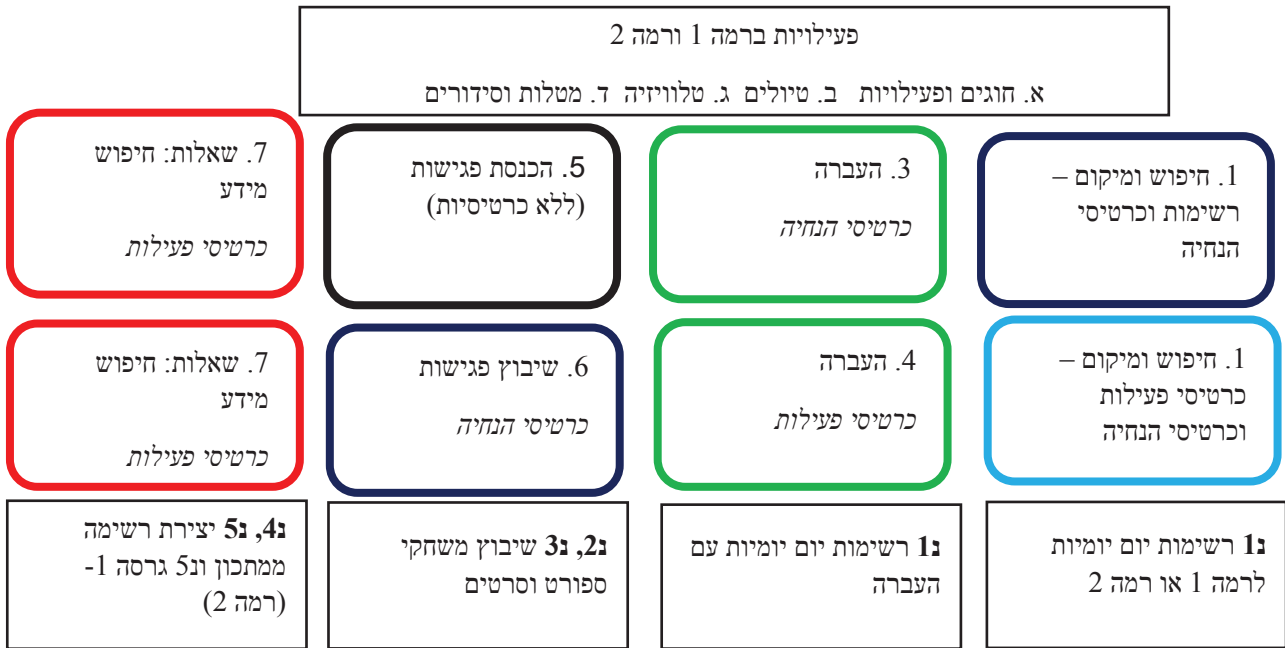 פעילויות ברמה 1 ורמה 2
א. חוגים ופעילויות ב. טיולים ג. טלוויזיה ד. מטלות וסידורים
1. חיפוש ומיקום –
רשימות וכרטיסי
הנחיה
3. העברה
כרטיסי הנחיה
5. הכנסת פגישות
(ללא כרטיסיות)
7. שאלות: חיפוש
מידע
כרטיסי פעילות
1. חיפוש ומיקום –
כרטיסי פעילות
וכרטיסי הנחיה
4. העברה
כרטיסי פעילות
6. שיבוץ פגישות
כרטיסי הנחיה
7. שאלות: חיפוש
מידע
כרטיסי פעילות
נ1 רשימות יום יומיות
לרמה 1 או רמה 2
נ1 רשימות יום יומיות עם
העברה
נ2, נ3 שיבוץ משחקי
ספורט וסרטים
נ4, נ5 יצירת רשימה
ממתכון ונ5 גרסה 1-
(רמה 2)